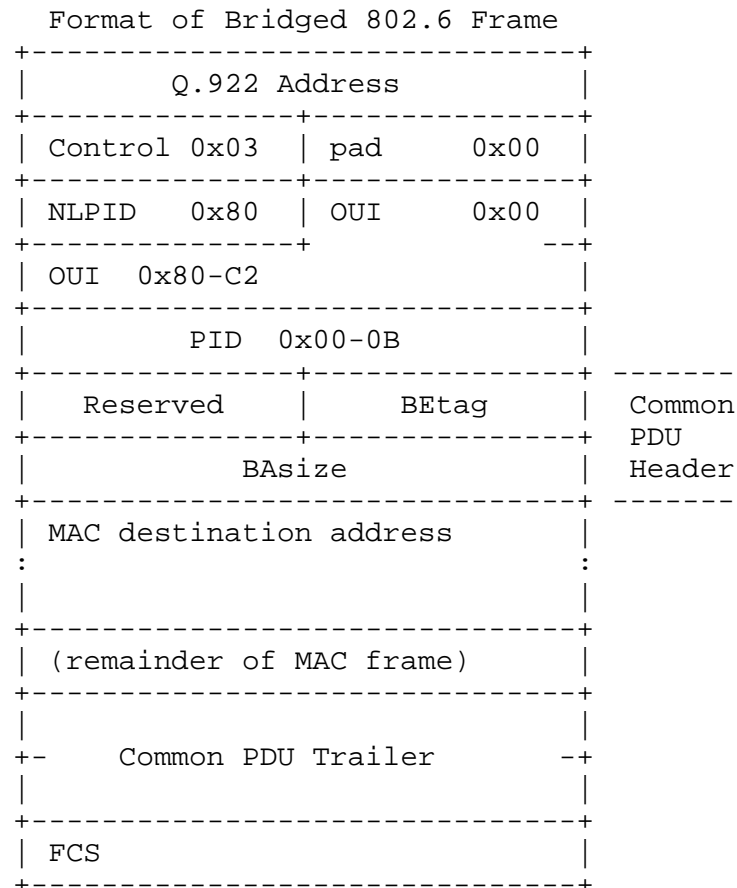 Format of Bridged 802.6 Frame
+-------------------------------+
|        Q.922 Address          |
+---------------+---------------+
| Control 0x03  | pad     0x00  |
+---------------+---------------+
| NLPID   0x80  | OUI     0x00  |
+---------------+             --+
| OUI  0x80-C2                  |
+-------------------------------+
|         PID  0x00-0B          |
+---------------+---------------+ -------
|   Reserved    |     BEtag     |  Common
+---------------+---------------+  PDU
|            BAsize             |  Header
+-------------------------------+ -------
| MAC destination address       |
:                               :
|                               |
+-------------------------------+
| (remainder of MAC frame)      |
+-------------------------------+
|                               |
+-    Common PDU Trailer       -+
|                               |
+-------------------------------+
| FCS                           |
+-------------------------------+